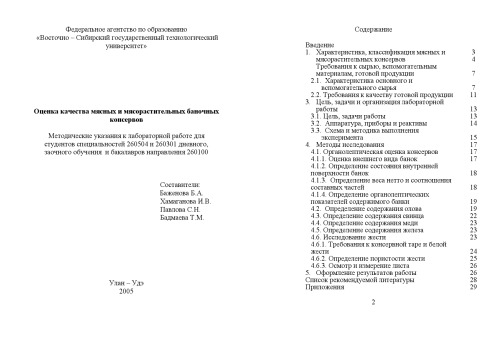 Федеральное агентство по образованию
«Восточно – Сибирский государственный технологический
университет»
Оценка качества мясных и мясорастительных баночных
консервов
Методические указания к лабораторной работе для
студентов специальностей 260504 и 260301 дневного,
заочного обучения и бакалавров направления 260100
Составители:
Баженова Б.А.
Хамаганова И.В.
Павлова С.Н.
Бадмаева Т.М.
Улан – Удэ
2005
Содержание
Введение
1. Характеристика, классификация мясных и 3
мясорастительных консервов 4
Требования к сырью, вспомогательным
материалам, готовой продукции 7
2.1. Характеристика основного и
вспомогательного сырья 7
2.2. Требования к качеству готовой продукции 11
3. Цель, задачи и организация лабораторной
работы 13
3.1. Цель, задачи работы 13
3.2. Аппаратура, приборы и реактивы 14
3.3. Схема и методика выполнения
эксперимента 15
4. Методы исследования 17
4.1. Органолептическая оценка консервов 17
4.1.1. Оценка внешнего вида банок 17
4.1.2. Определение состояния внутренней
поверхности банок 18
4.1.3. Определение веса нетто и соотношения
составных частей 18
4.1.4. Определение органолептических
показателей содержимого банки 19
4.2. Определение содержания олова 19
4.3. Определение содержания свинца 22
4.4. Определение содержания меди 23
4.5. Определение содержания железа 23
4.6. Исследование жести 23
4.6.1. Требования к консервной таре и белой
жести 24
4.6.2. Определение пористости жести 25
4.6.3. Осмотр и измерение листа 26
5. Оформление результатов работы 26
Список рекомендуемой литературы 28
Приложения 29
2